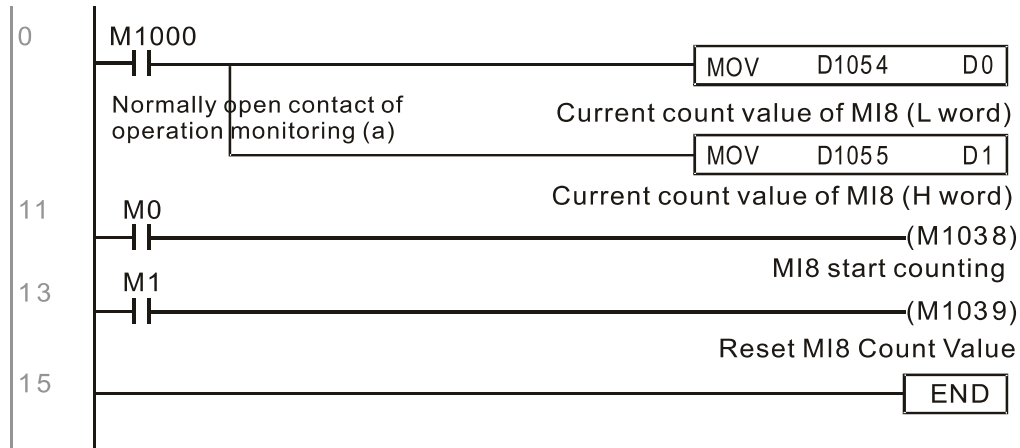 0
M1000
MOV D1054 D0
Normally open contact of
operation monitoring (a)
Current count value of MI8 (L word)
MOV D1055 D1
Current count value of MI8 (H word)
11
M0
(M1038)
MI8 start counting
13
M1
(M1039)
Reset MI8 Count Value
15
END